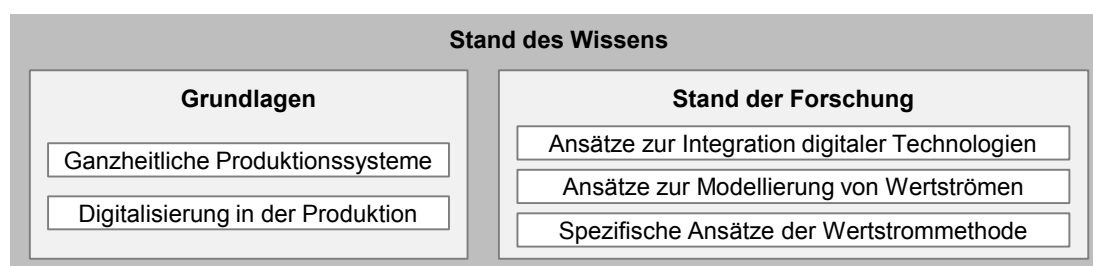 Stand des Wissens
Grundlagen
Ganzheitliche Produktionssysteme
Digitalisierung in der Produktion
Stand der Forschung
Ansätze zur Integration digitaler Technologien
Ansätze zur Modellierung von Wertströmen
Spezifische Ansätze der Wertstrommethode